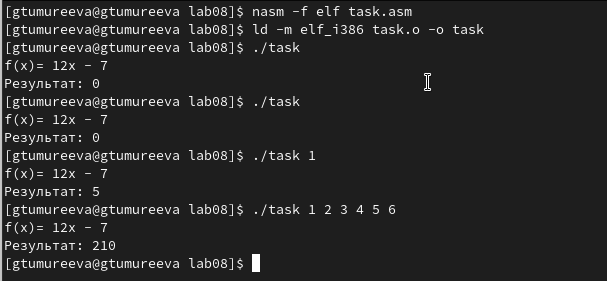 [gtumureeva@gtumureeva lab08]$ nasm -f elf task.asm
[gtumureeva@gtumureeva lab08]$ ld -m elf_i386 task.o -o task
[gtumureeva@gtumureeva lab08]$ ./task
f(x)= 12x - 7
Результат: 0
[gtumureeva@gtumureeva lab08]$ ./task
f(x)= 12x - 7
Результат: 0
[gtumureeva@gtumureeva lab08]$ ./task 1
f(x)= 12x - 7
Результат: 5
[gtumureeva@gtumureeva lab08]$ ./task 1 2 3 4 5 6
f(x)= 12x - 7
Результат: 210
[gtumureeva@gtumureeva lab08]$